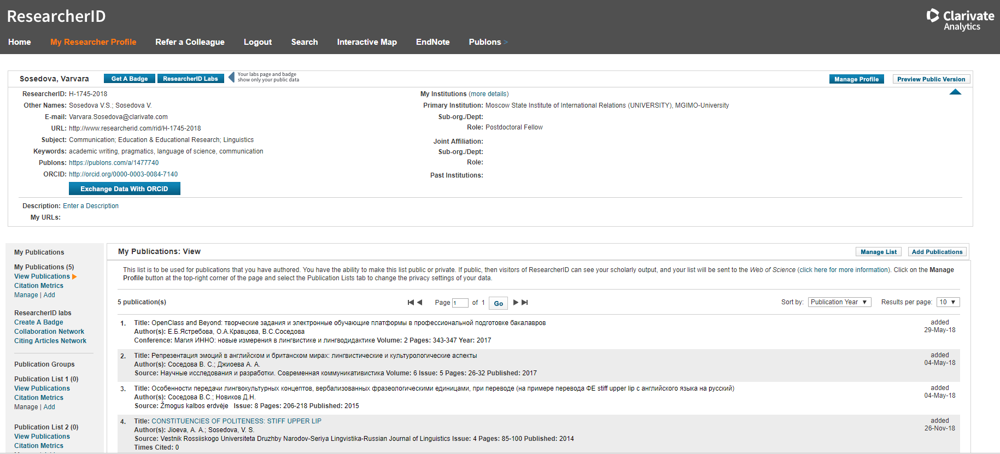 ResearcherID
Clarivate
Analytics
Home My Researcher Profile Refer a Colleague Logout Search Interactive Map EndNote Publons >
Sosedova, Varvara Get A Badge ResearcherID Labs Your labs page and badge
show only your public data
Manage Profile Preview Public Version
ResearcherID: H-1745-2018
Other Names: Sosedova V.S.; Sosedova V.
E-mail: Varvara.Sosedova@clarivate.com
URL: http://www.researcherid.com/rid/H-1745-2018
Subject: Communication; Education & Educational Research; Linguistics
Keywords: academic writing, pragmatics, language of science, communication
Publons: https://publons.com/a/1477740
ORCID: http://orcid.org/0000-0003-0084-7140
Exchange Data With ORCiD
My Institutions (more details)
Primary Institution: Moscow State Institute of International Relations (UNIVERSITY), MGIMO-University
Sub-org./Dept:
Role: Postdoctoral Fellow
Joint Affiliation:
Sub-org./Dept:
Role:
Past Institutions:
Description: Enter a Description
My URLs:
My Publications
My Publications (5)
View Publications
Citation Metrics
Manage | Add
ResearcherID labs
Create A Badge
Collaboration Network
Citing Articles Network
Publication Groups
Publication List 1 (0)
View Publications
Citation Metrics
Manage | Add
Publication List 2 (0)
View Publications
Citation Metrics
My Publications: View Manage List Add Publications
This list is to be used for publications that you have authored. You have the ability to make this list public or private. If public, then visitors of ResearcherID can see your scholarly output, and your list will be sent to the Web of Science (click here for more information). Click on the Manage
Profile button at the top-right corner of the page and select the Publication Lists tab to change the privacy settings of your data.
5 publication(s) Page 1 of 1 Go Sort by: Publication Year Results per page: 10
1. Title: OpenClass and Beyond: творческие задания и электронные обучающие платформы в профессиональной подготовке бакалавров
Author(s): Е.Б.Ястребова, О.А.Кравцова, В.С.Соседова
Conference: Магия ИННО: новые измерения в лингвистике и лингводидактике Volume: 2 Pages: 343-347 Year: 2017
added
29-May-18
2. Title: Репрезентация эмоций в английском и британском мирах: лингвистические и культурологические аспекты
Author(s): Соседова В. С.; Джиоева А. А.
Source: Научные исследования и разработки. Современная коммуникативистика Volume: 6 Issue: 5 Pages: 26-32 Published: 2017
added
04-May-18
3. Title: Особенности передачи лингвокультурных концептов, вербализованных фразеологическими единицами, при переводе (на примере перевода ФЕ stiff upper lip с английского языка на русский)
Author(s): Соседова В.С.; Новиков Д.Н.
Source: Žmogus kalbos erdvėje Issue: 8 Pages: 206-218 Published: 2015
added
04-May-18
4. Title: CONSTITUENCIES OF POLITENESS: STIFF UPPER LIP
Author(s): Jioeva, A. A.; Sosedova, V. S.
Source: Vestnik Rossiiskogo Universiteta Druzhby Narodov-Seriya Lingvistika-Russian Journal of Linguistics Issue: 4 Pages: 85-100 Published: 2014
Times Cited: 0
added
26-Nov-18